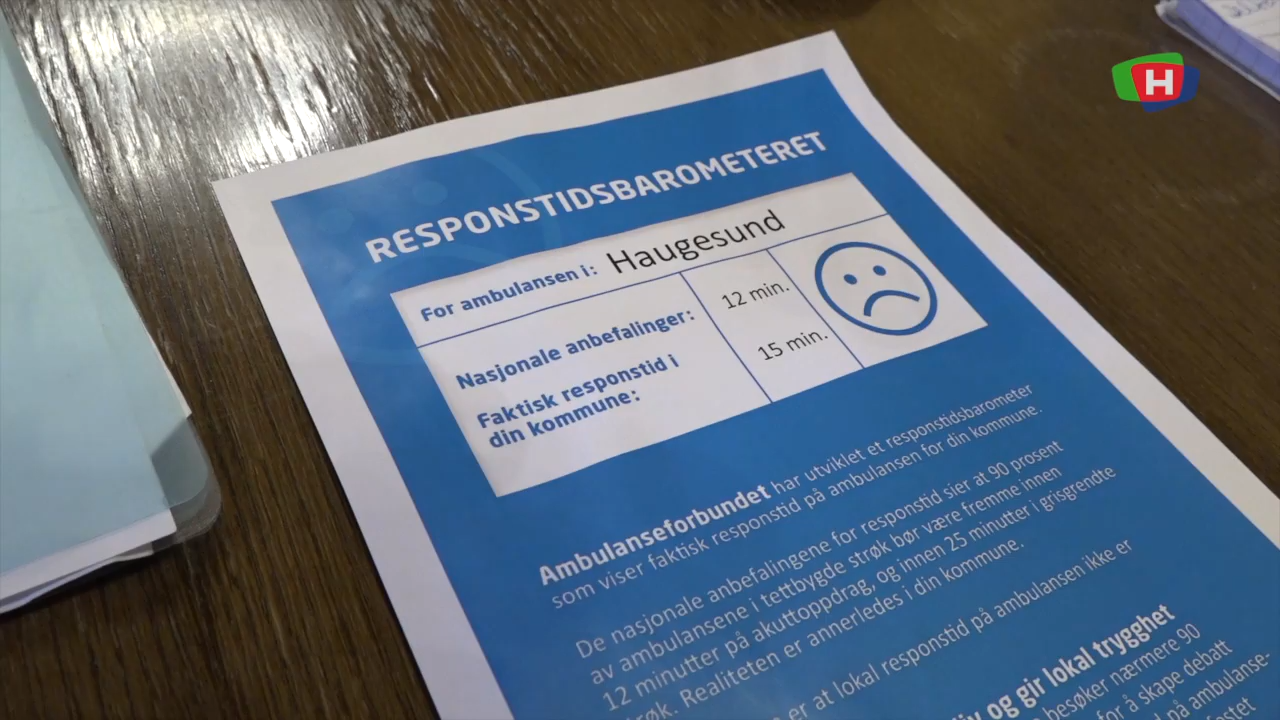 H
RESPONSTIDSBAROMETERET
For ambulansen i: Haugesund
Nasjonale anbefalinger: 12 min.
Faktisk responstid i
din kommune: 15 min.
Ambulanseforbundet har utviklet et responstidsbarometer
som viser faktisk responstid på ambulansen for din kommune.
De nasjonale anbefalingene for responstid sier at 90 prosent
av ambulansene i tettbygde strøk bør være fremme innen
12 minutter på akuttoppdrag, og innen 25 minutter i grisgrendte
strøk. Realiteten er annerledes i din kommune.
er at lokal responstid på ambulansen ikke er
og gir lokal trygghet
besøker nærmere 90
for å skape debatt
på ambulanse-